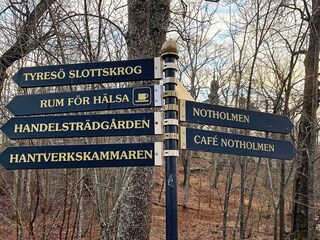 TYRESÖ SLOTTSKROG
RUM FÖR HÄLSA
HANDELSTRÄDGÅRDEN
HANTVERKSKAMMAREN
NOTHOLMEN
CAFÉ NOTHOLMEN